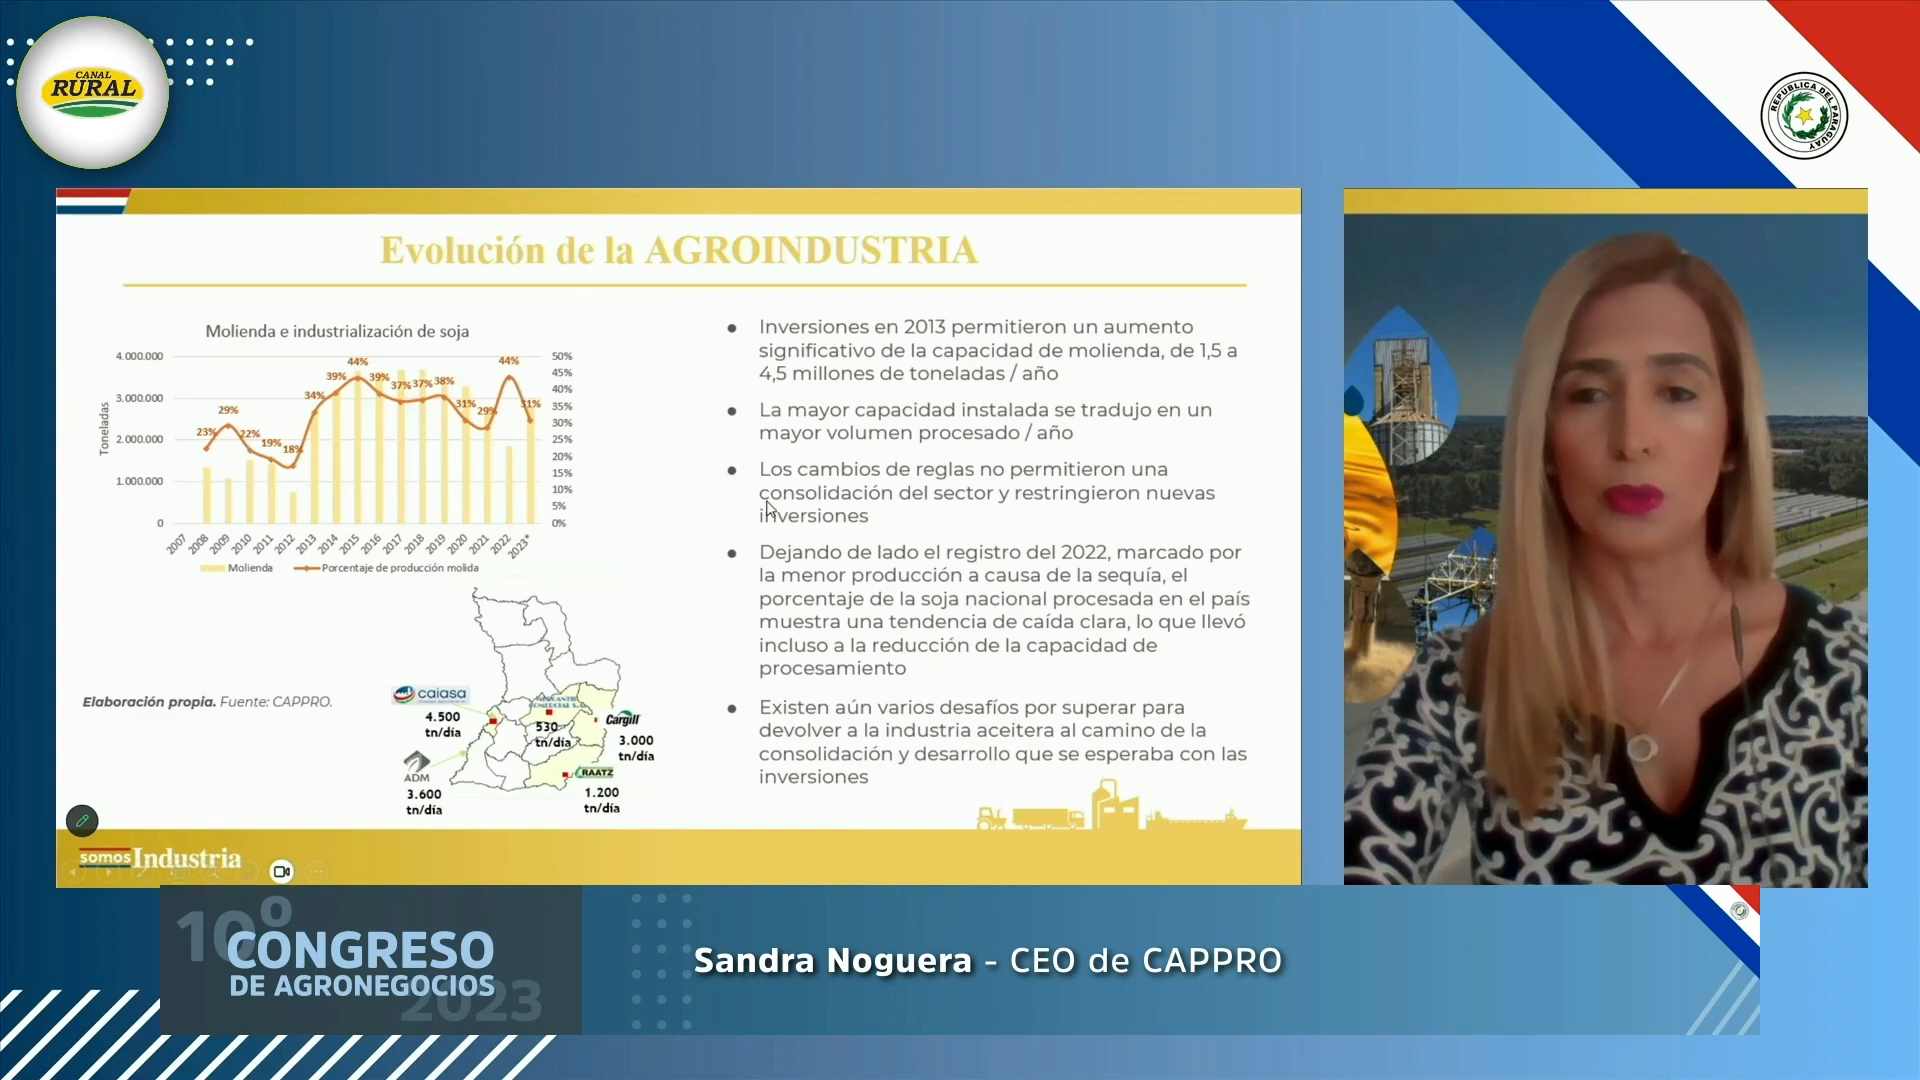 CANAL
RURAL
REPUBLICA DEL PARAGUAY
Evolución de la AGROINDUSTRIA
Molienda e industrialización de soja
Toneladas
4.000.000
3.000.000
2.000.000
1.000.000
0
50%
45%
40%
35%
30%
25%
20%
15%
10%
5%
0%
23%
29%
22%
19%
18%
34%
39%
44%
39%
37%
37%
38%
31%
29%
44%
31%
2007
2008
2009
2010
2011
2012
2013
2014
2015
2016
2017
2018
2019
2020
2021
2022
2023*
Molienda
Porcentaje de producción molida
Elaboración propia. Fuente: CAPPRO.
caiasa
4.500
tn/día
COMERCIAL S.A.
530
tn/día
Cargill
3.000
tn/día
ADM
3.600
tn/día
RAATZ
1.200
tn/día
● Inversiones en 2013 permitieron un aumento
significativo de la capacidad de molienda, de 1,5 a
4,5 millones de toneladas / año
● La mayor capacidad instalada se tradujo en un
mayor volumen procesado / año
● Los cambios de reglas no permitieron una
consolidación del sector y restringieron nuevas
inversiones
● Dejando de lado el registro del 2022, marcado por
la menor producción a causa de la sequía, el
porcentaje de la soja nacional procesada en el país
muestra una tendencia de caída clara, lo que llevó
incluso a la reducción de la capacidad de
procesamiento
● Existen aún varios desafíos por superar para
devolver a la industria aceitera al camino de la
consolidación y desarrollo que se esperaba con las
inversiones
somos Industria
10º
CONGRESO
DE AGRONEGOCIOS
2023
Sandra Noguera - CEO de CAPPRO